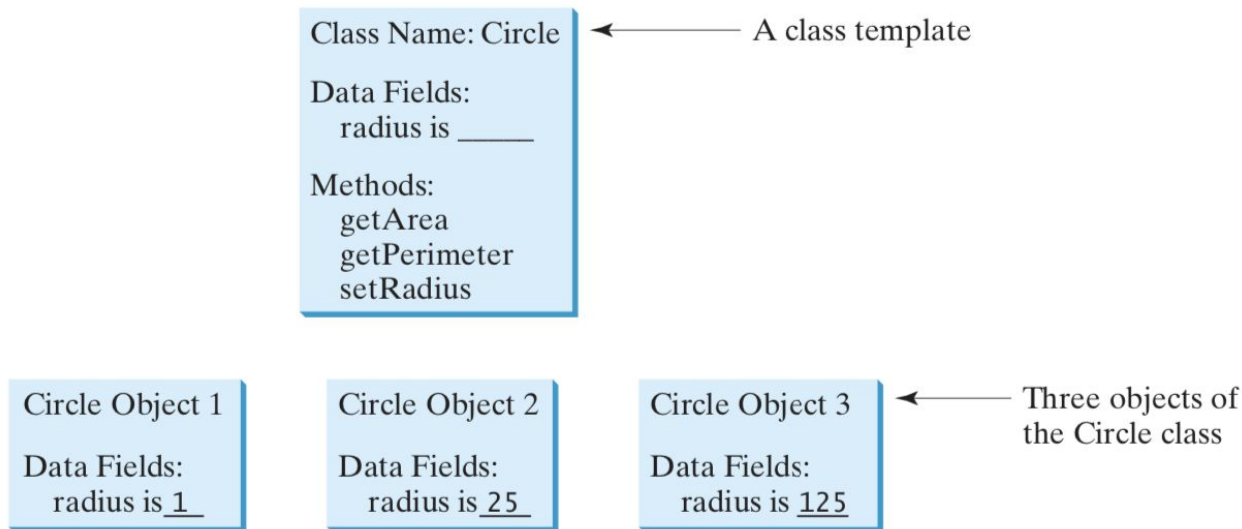 Class Name: Circle
A class template
Data Fields:
radius is _____
Methods:
getArea
getPerimeter
setRadius
Circle Object 1
Data Fields:
radius is 1
Circle Object 2
Data Fields:
radius is 25
Circle Object 3
Data Fields:
radius is 125
Three objects of
the Circle class